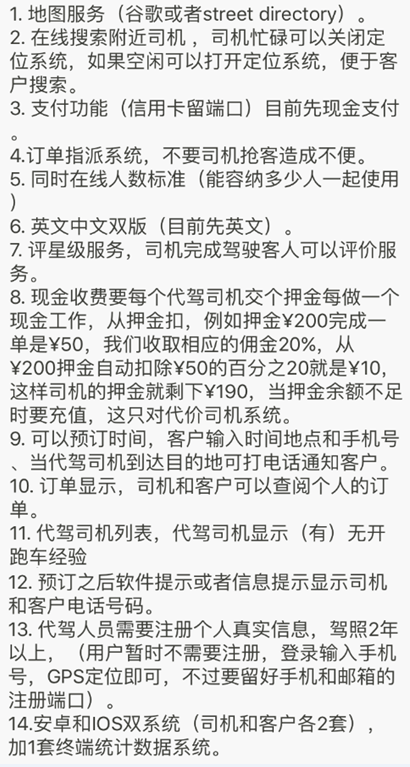 1. 地图服务（谷歌或者street directory）。
2. 在线搜索附近司机 ，司机忙碌可以关闭定
位系统，如果空闲可以打开定位系统，便于客
户搜索。
3. 支付功能（信用卡留端口）目前先现金支付
。
4.订单指派系统，不要司机抢客造成不便。
5. 同时在线人数标准（能容纳多少人一起使用
）
6. 英文中文双版（目前先英文）。
7. 评星级服务，司机完成驾驶客人可以评价服
务。
8. 现金收费要每个代驾司机交个押金每做一个
现金工作，从押金扣，例如押金¥200完成一
单是¥50，我们收取相应的佣金20%，从
¥200押金自动扣除¥50的百分之20就是¥10，
这样司机的押金就剩下¥190，当押金余额不足
时要充值，这只对代价司机系统。
9. 可以预订时间，客户输入时间地点和手机号
、当代驾司机到达目的地可打电话通知客户。
10. 订单显示，司机和客户可以查阅个人的订
单。
11. 代驾司机列表，代驾司机显示（有）无开
跑车经验
12. 预订之后软件提示或者信息提示显示司机
和客户电话号码。
13. 代驾人员需要注册个人真实信息，驾照2年
以上，（用户暂时不需要注册，登录输入手机
号，GPS定位即可，不过要留好手机和邮箱的
注册端口）。
14.安卓和IOS双系统（司机和客户各2套），
加1套终端统计数据系统。